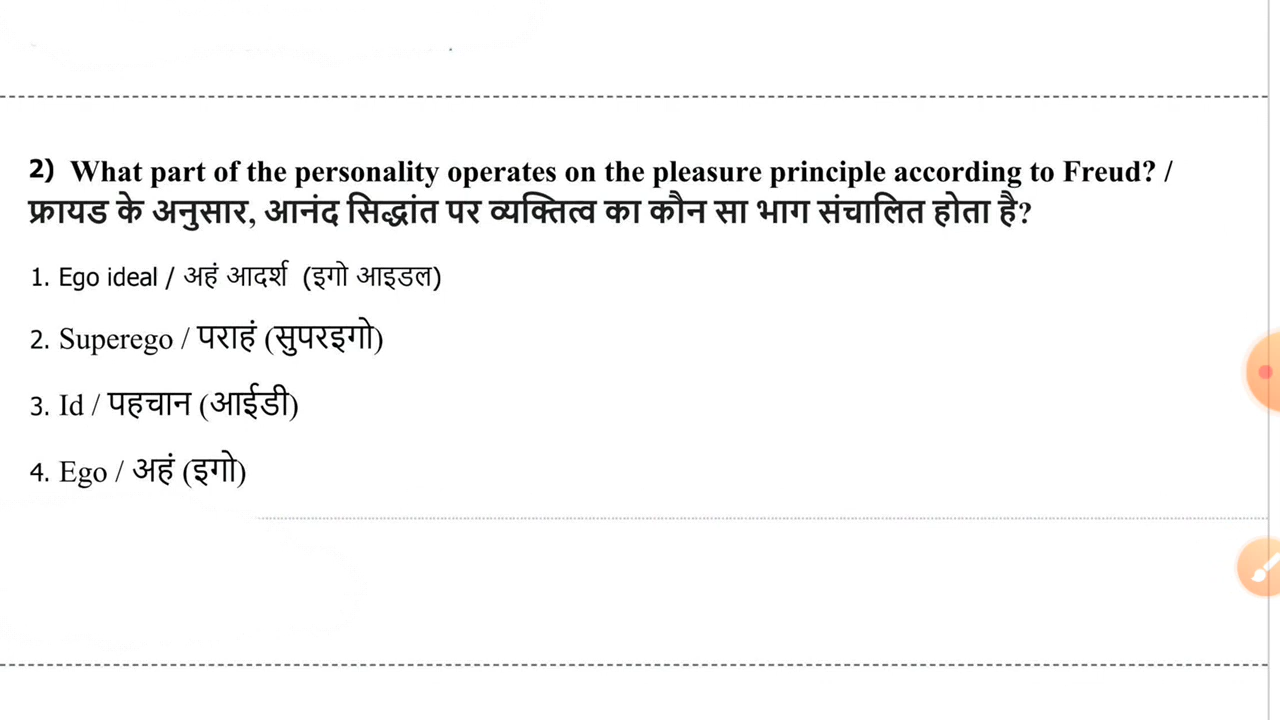 2) What part of the personality operates on the pleasure principle according to Freud? /
फ्रायड के अनुसार, आनंद सिद्धांत पर व्यक्तित्व का कौन सा भाग संचालित होता है?
1. Ego ideal / अहं आदर्श (इगो आइडल)
2. Superego / पराहं (सुपरइगो)
3. Id / पहचान (आईडी)
4. Ego / अहं (इगो)